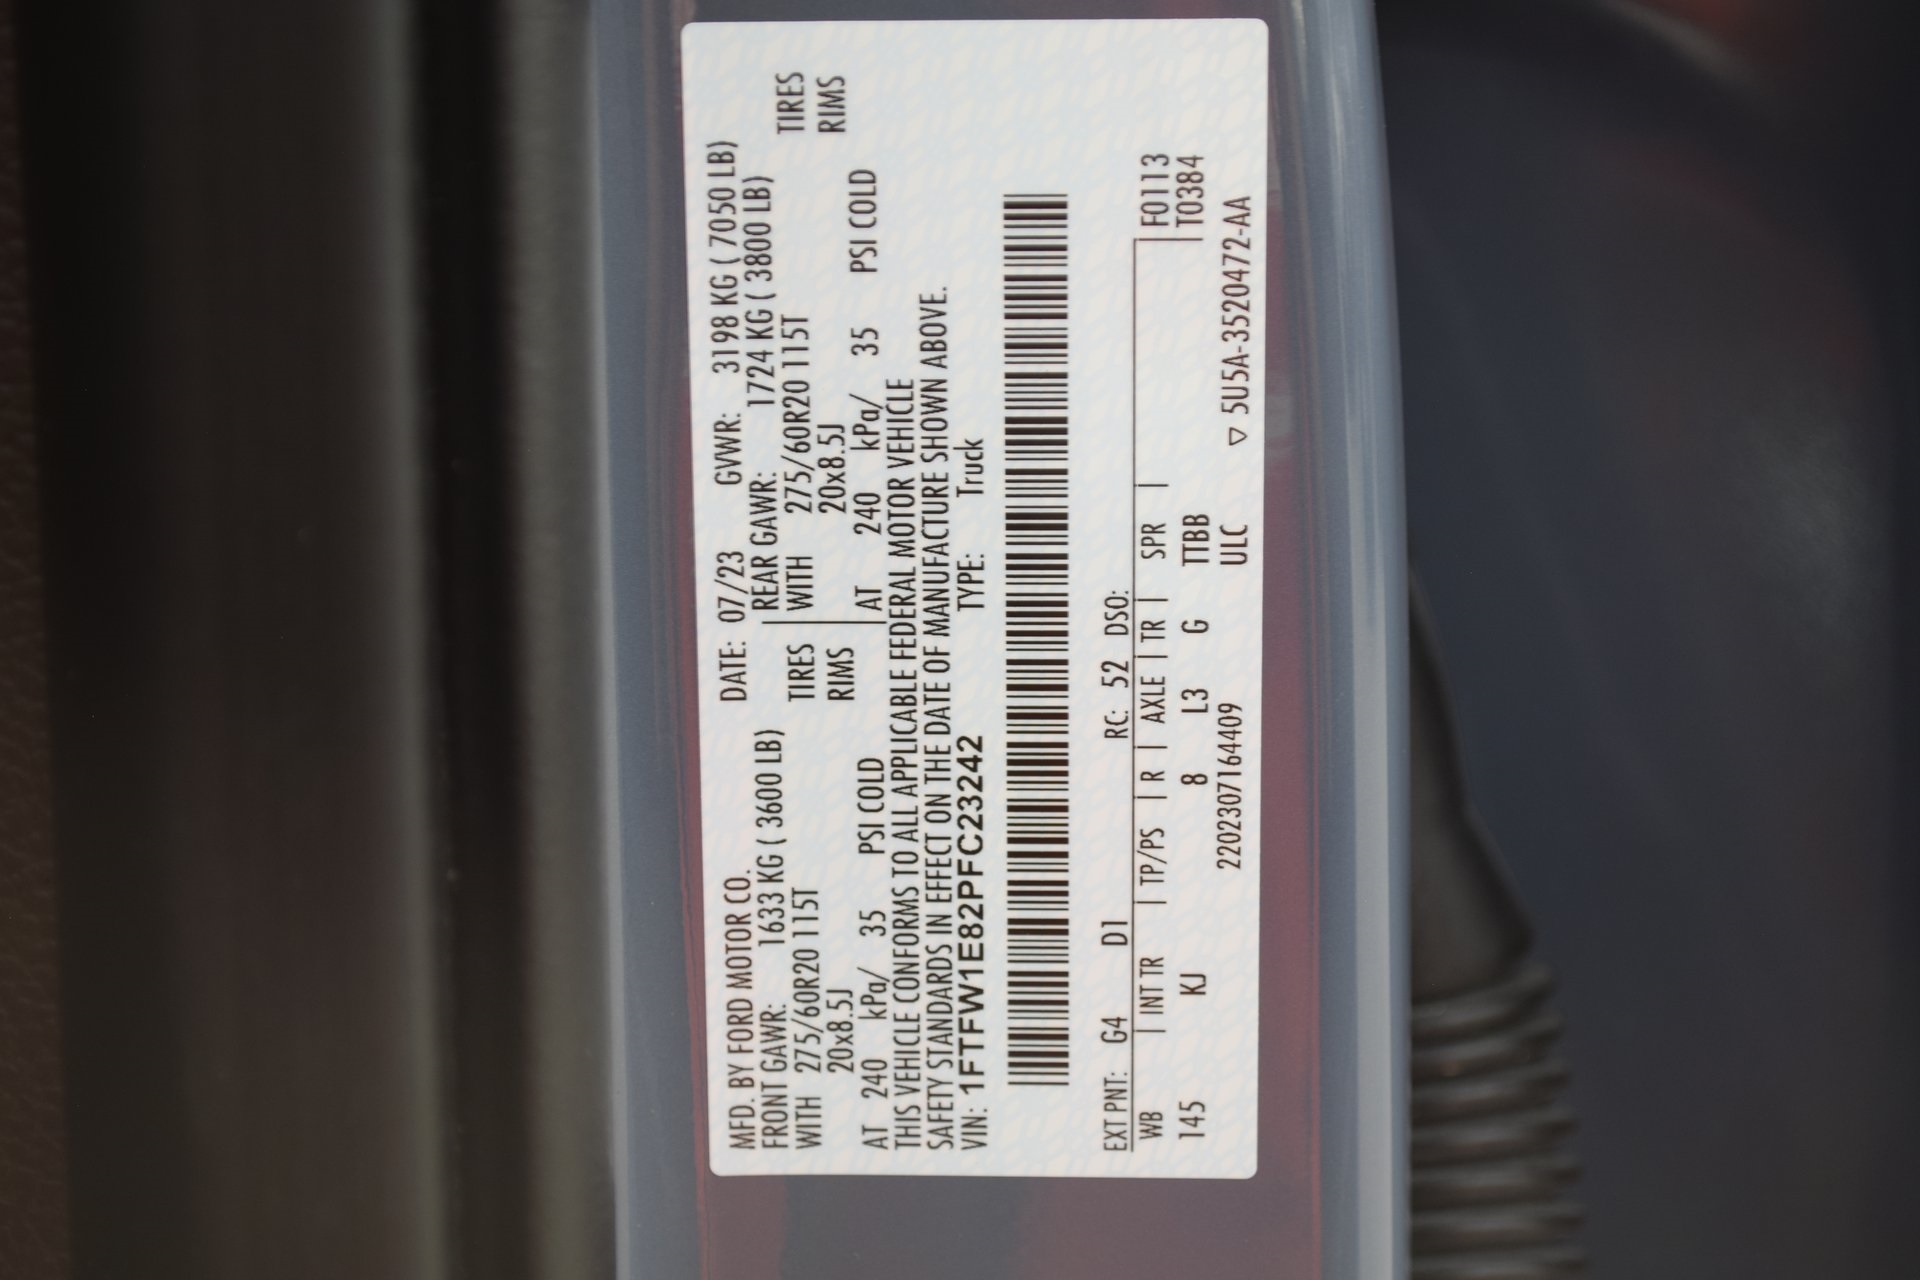 MFD. BY FORD MOTOR CO. DATE: 07/23 GVWR: 3198 KG ( 7050 LB)
FRONT GAWR: 1633 KG ( 3600 LB) REAR GAWR: 1724 KG ( 3800 LB)
WITH 275/60R20 115T TIRES WITH 275/60R20 115T TIRES
20x8.5J RIMS 20x8.5J RIMS
AT 240 kPa/ 35 PSI COLD AT 240 kPa/ 35 PSI COLD
THIS VEHICLE CONFORMS TO ALL APPLICABLE FEDERAL MOTOR VEHICLE
SAFETY STANDARDS IN EFFECT ON THE DATE OF MANUFACTURE SHOWN ABOVE.
VIN: 1FTFW1E82PFC23242 TYPE: Truck
EXT PNT: G4 D1 RC: 52 DSO:
WB | INT TR | TP/PS | R | AXLE | TR | SPR | F0113
145 KJ 8 L3 G TTBB T0384
2202307164409 ULC ▽ 5U5A-3520472-AA